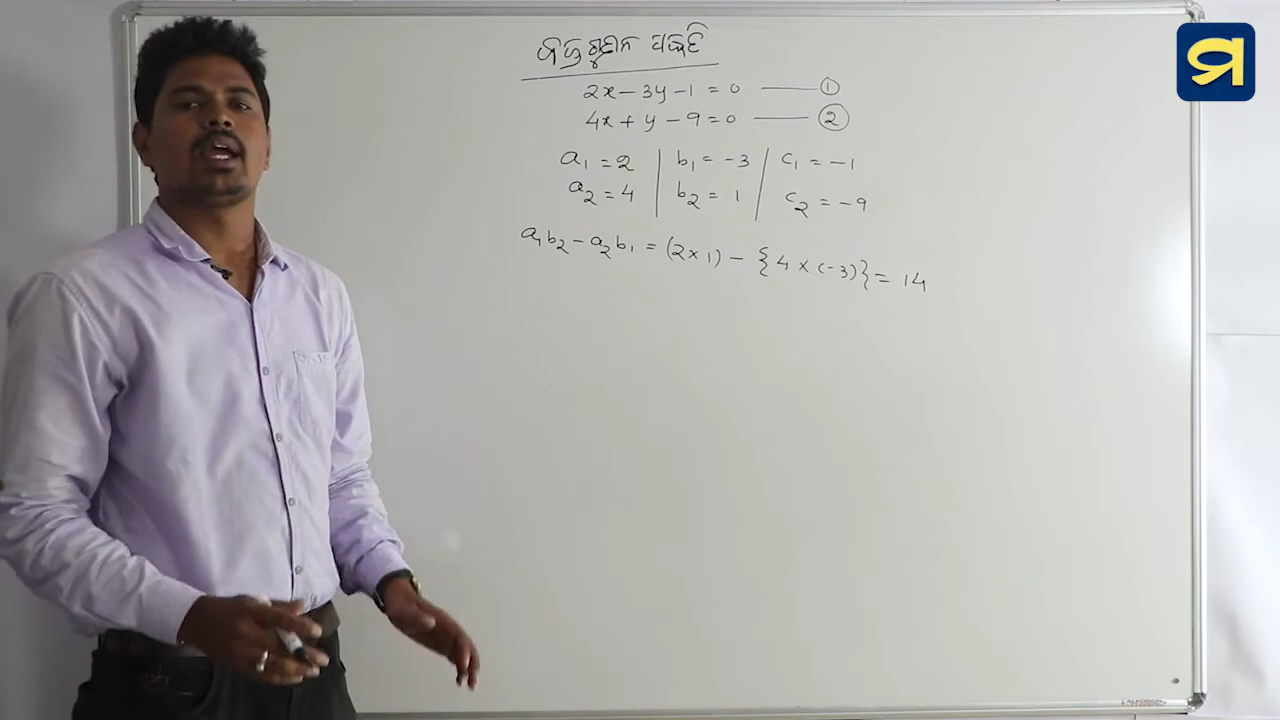 ବଜ୍ରଗୁଣନ ପଦ୍ଧତି
2x - 3y - 1 = 0 —— ①
4x + y - 9 = 0 —— ②
a₁ = 2 | b₁ = -3 | c₁ = -1
a₂ = 4 | b₂ = 1 | c₂ = -9
a₁b₂ - a₂b₁ = (2 × 1) - {4 × (-3)} = 14